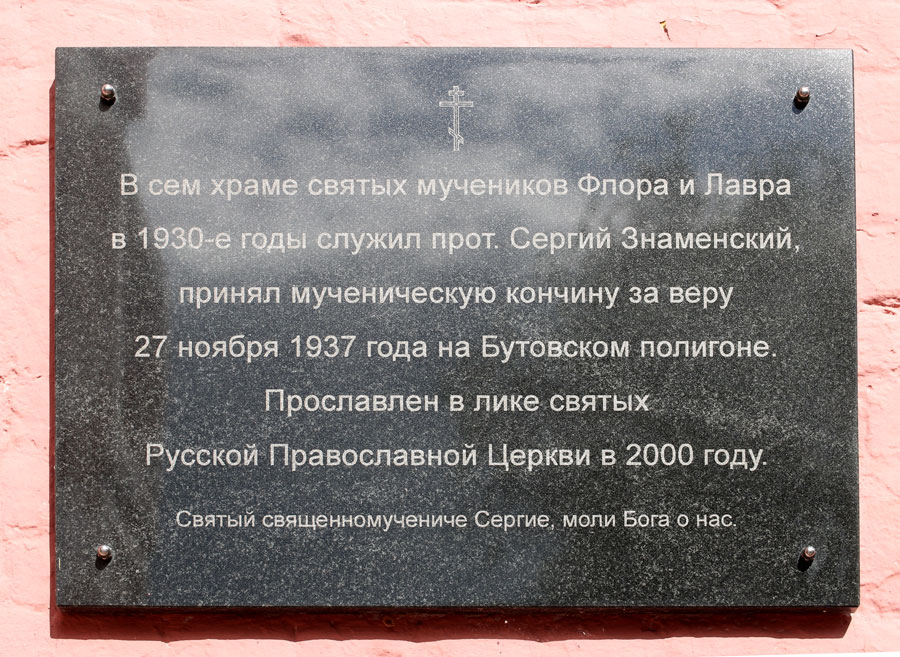 В сем храме святых мучеников Флора и Лавра
в 1930-е годы служил прот. Сергий Знаменский,
принял мученическую кончину за веру
27 ноября 1937 года на Бутовском полигоне.
Прославлен в лике святых
Русской Православной Церкви в 2000 году.
Святый священномучениче Сергие, моли Бога о нас.